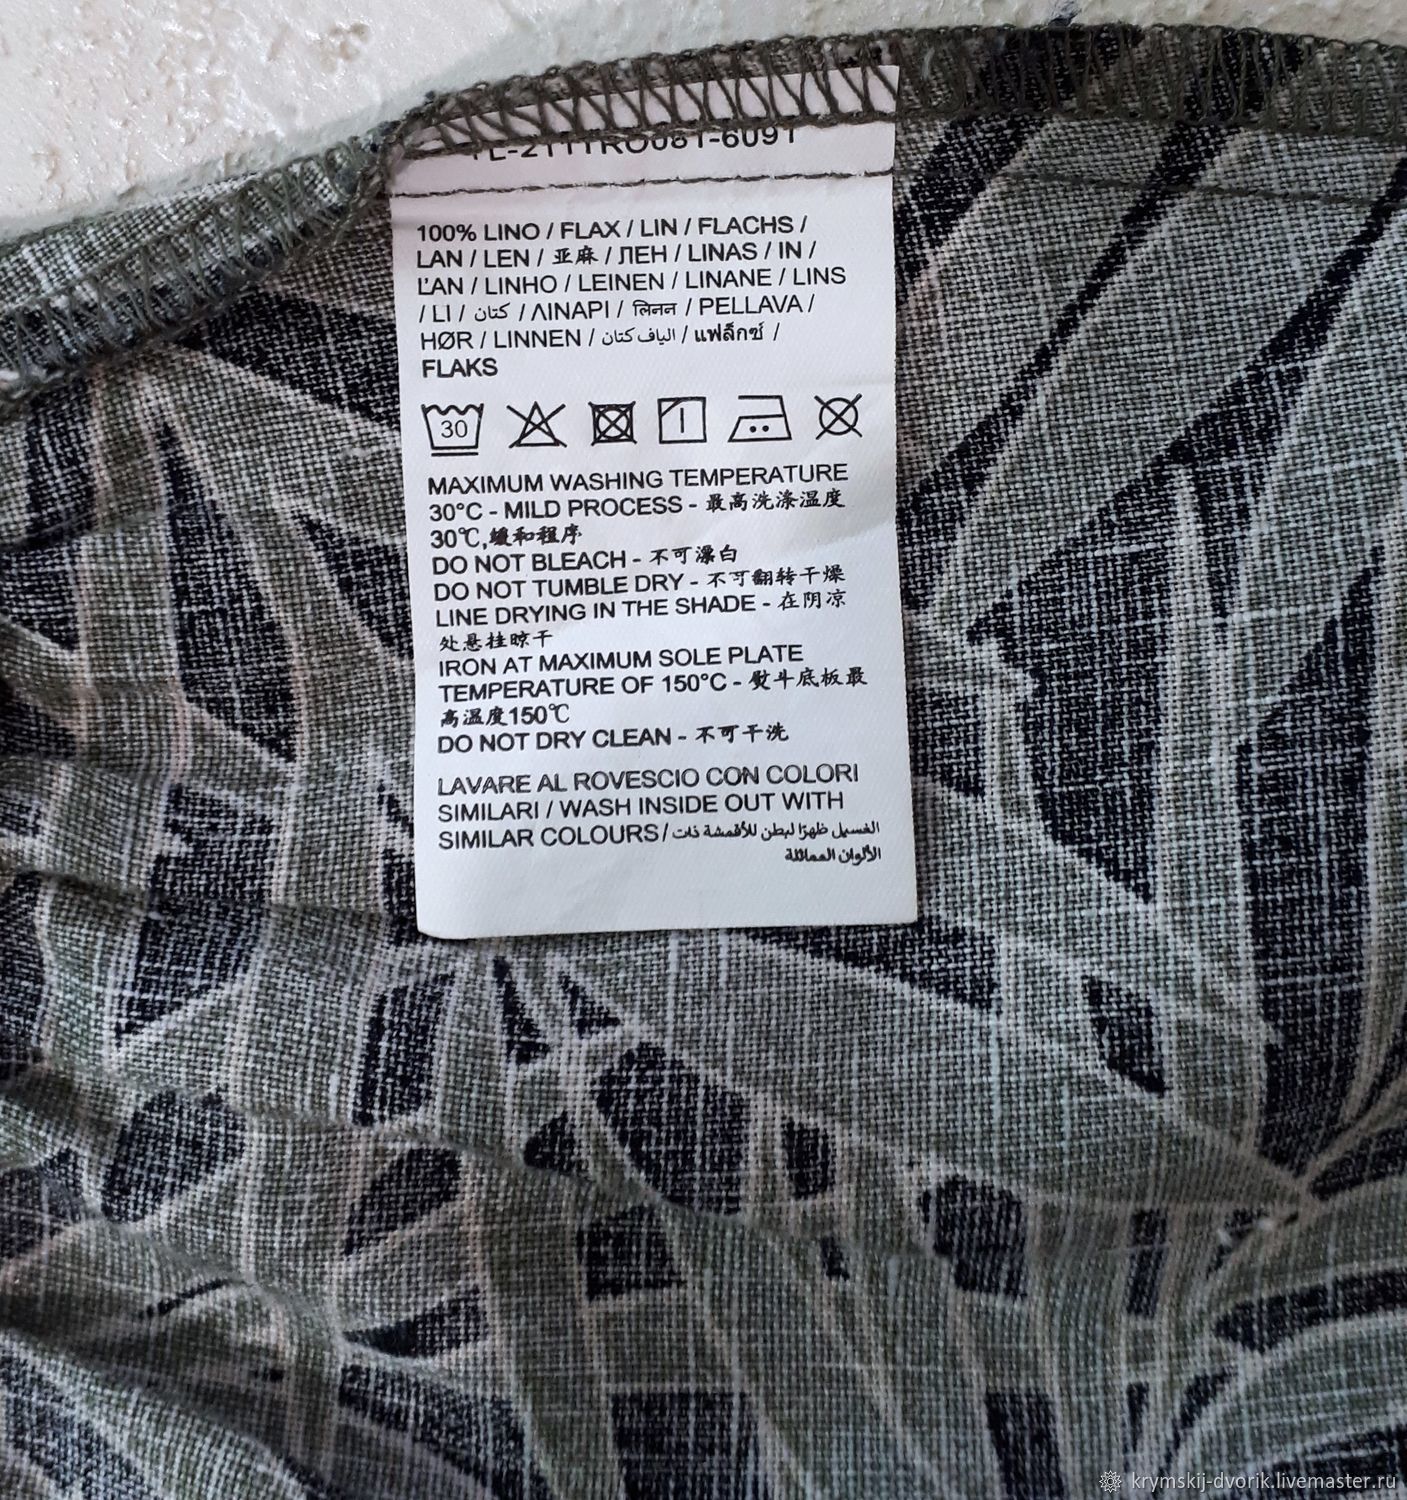 100% LINO / FLAX / LIN / FLACHS /
LAN / LEN / 亚麻 / ЛЕН / LINAS / IN /
ĽAN / LINHO / LEINEN / LINANE / LINS
/ LI / كتان / ΛΙΝΑΡΙ / लिनन / PELLAVA /
HØR / LINNEN / الياف كتان / แฟล็กซ์ /
FLAKS
30
MAXIMUM WASHING TEMPERATURE
30°C - MILD PROCESS - 最高洗涤温度
30℃,缓和程序
DO NOT BLEACH - 不可漂白
DO NOT TUMBLE DRY - 不可翻转干燥
LINE DRYING IN THE SHADE - 在阴凉
处悬挂晾干
IRON AT MAXIMUM SOLE PLATE
TEMPERATURE OF 150°C - 熨斗底板最
高温度150℃
DO NOT DRY CLEAN - 不可干洗
LAVARE AL ROVESCIO CON COLORI
SIMILARI / WASH INSIDE OUT WITH
SIMILAR COLOURS / الغسيل ظهرًا لبطن للأقمشة ذات
الألوان المماثلة
krymskij-dvorik.livemaster.ru